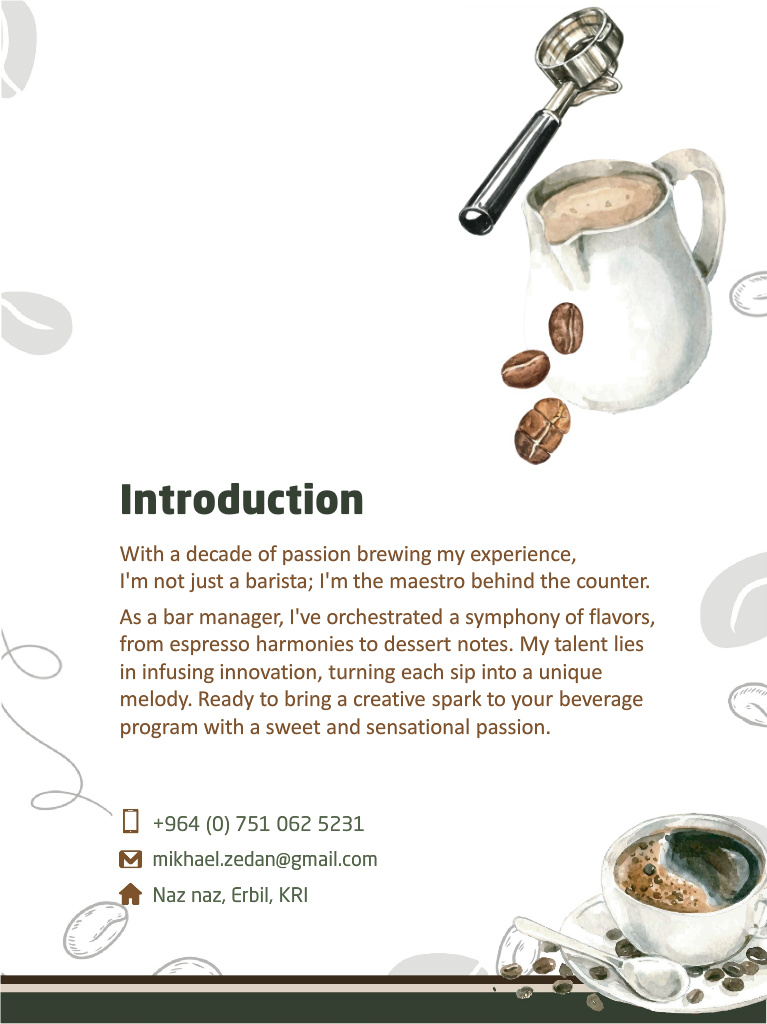 Introduction
With a decade of passion brewing my experience,
I'm not just a barista; I'm the maestro behind the counter.
As a bar manager, I've orchestrated a symphony of flavors,
from espresso harmonies to dessert notes. My talent lies
in infusing innovation, turning each sip into a unique
melody. Ready to bring a creative spark to your beverage
program with a sweet and sensational passion.
+964 (0) 751 062 5231
mikhael.zedan@gmail.com
Naz naz, Erbil, KRI